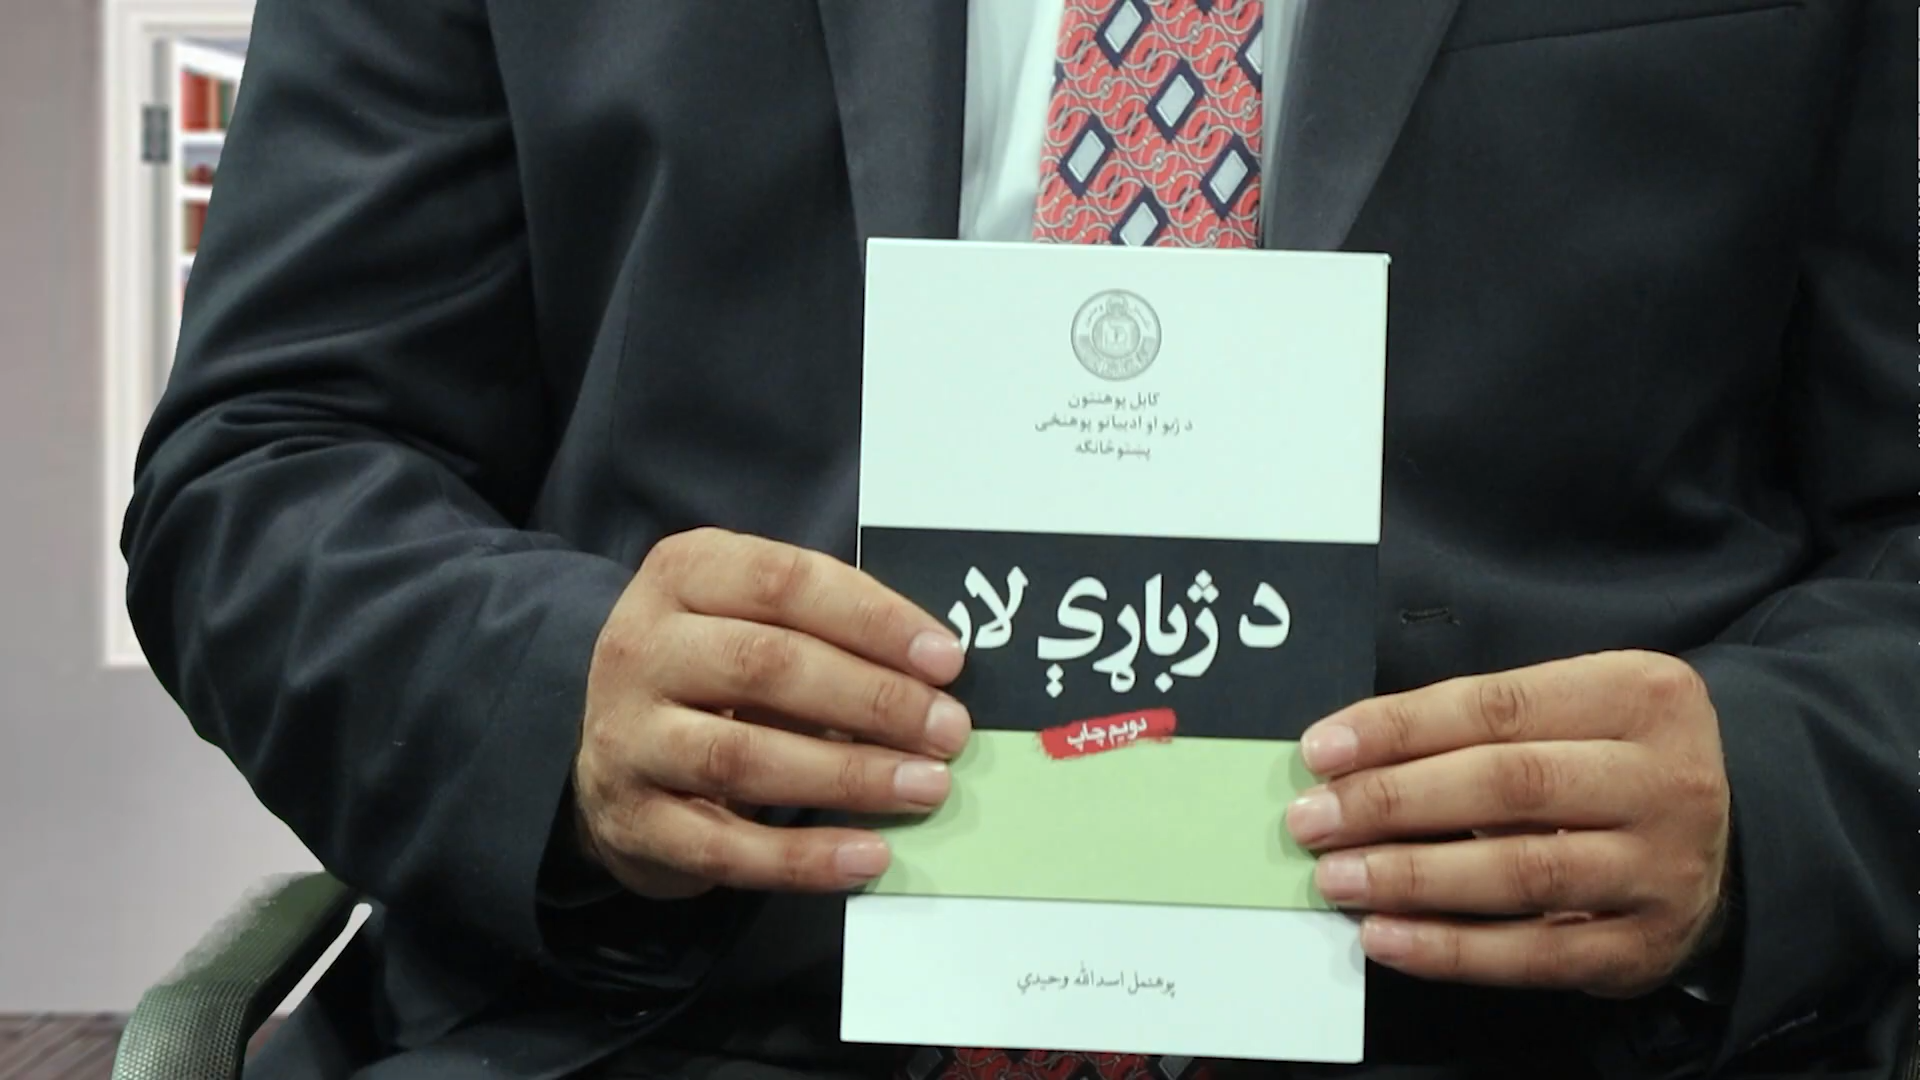 کابل پوهنتون
د ژبو او ادبیاتو پوهنځی
پښتو څانګه
د ژباړې لار
دویم چاپ
پوهنمل اسدالله وحیدي